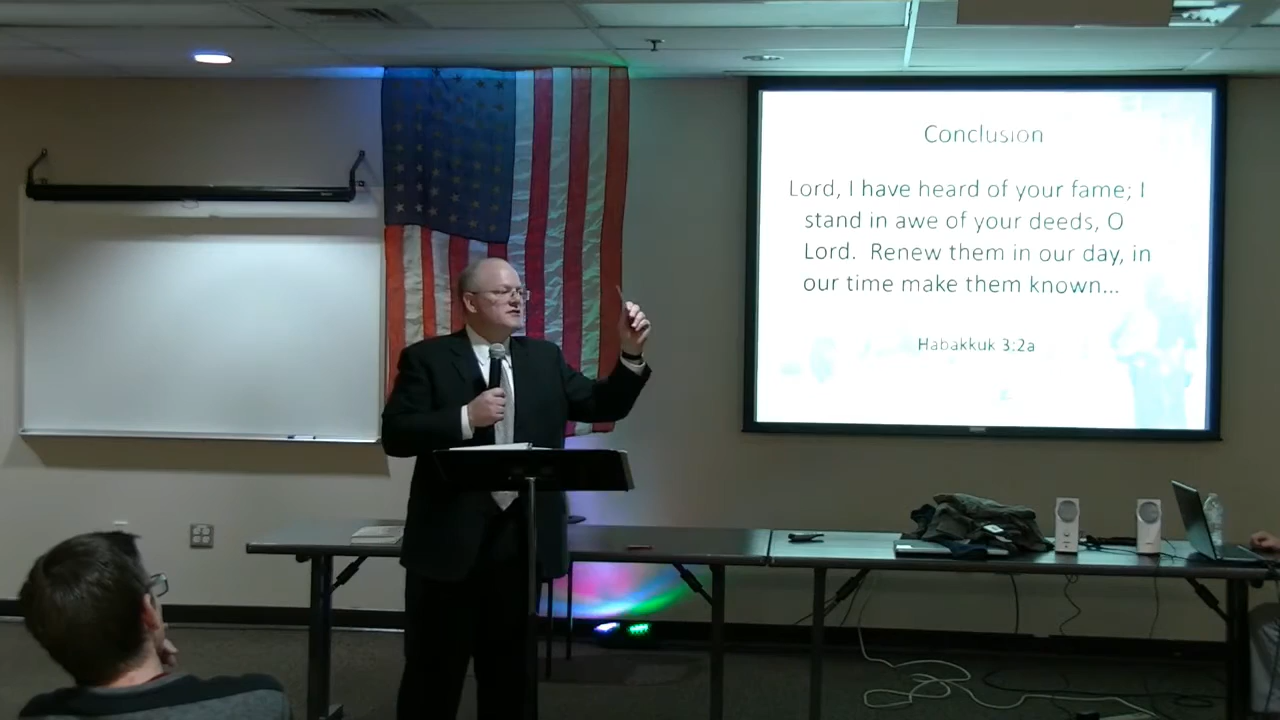 Conclusion
Lord, I have heard of your fame; I
stand in awe of your deeds, O
Lord.  Renew them in our day, in
our time make them known...
Habakkuk 3:2a